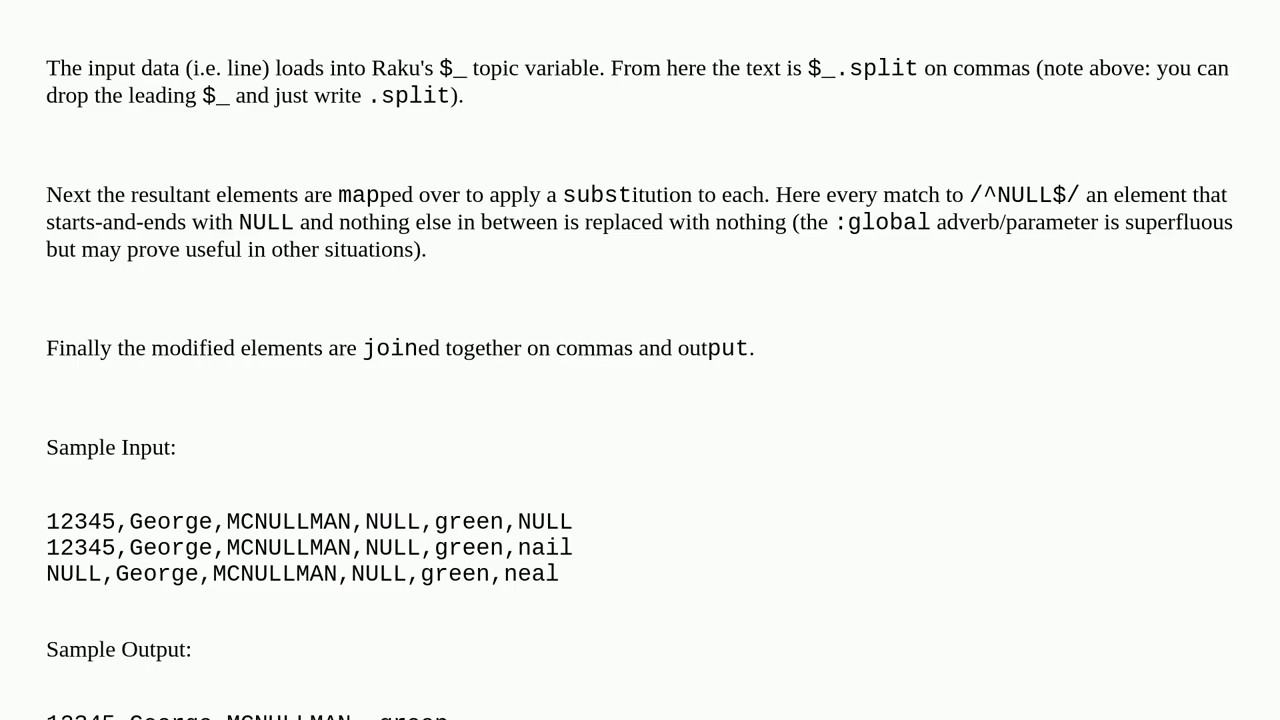 The input data (i.e. line) loads into Raku's $_ topic variable. From here the text is $_.split on commas (note above: you can
drop the leading $_ and just write .split).
Next the resultant elements are mapped over to apply a substitution to each. Here every match to /^NULL$/ an element that
starts-and-ends with NULL and nothing else in between is replaced with nothing (the :global adverb/parameter is superfluous
but may prove useful in other situations).
Finally the modified elements are joined together on commas and output.
Sample Input:
12345,George,MCNULLMAN,NULL,green,NULL
12345,George,MCNULLMAN,NULL,green,nail
NULL,George,MCNULLMAN,NULL,green,neal
Sample Output:
12345,George,MCNULLMAN,,green,